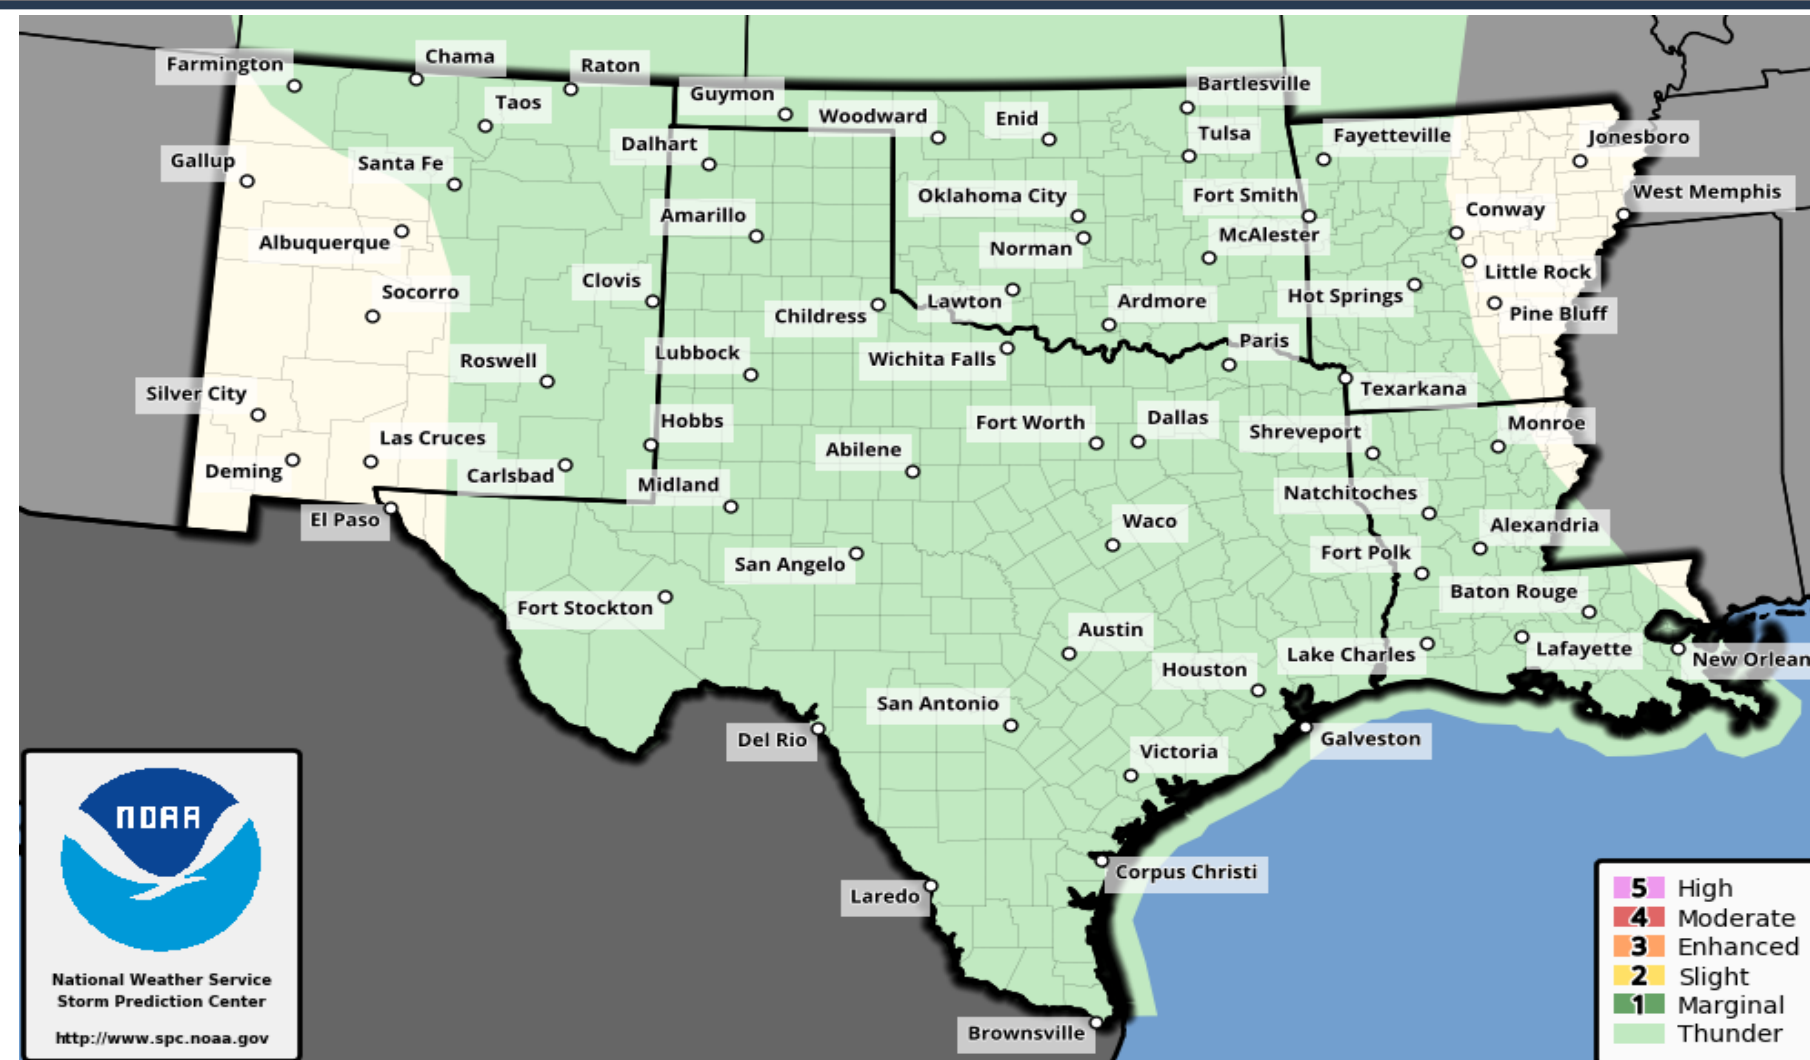 Farmington
Chama
Raton
Taos
Guymon
Woodward
Enid
Bartlesville
Tulsa
Fayetteville
Jonesboro
Gallup
Santa Fe
Dalhart
Oklahoma City
Fort Smith
Conway
West Memphis
Albuquerque
Amarillo
Norman
McAlester
Little Rock
Socorro
Clovis
Childress
Lawton
Ardmore
Hot Springs
Pine Bluff
Roswell
Lubbock
Wichita Falls
Paris
Texarkana
Silver City
Las Cruces
Hobbs
Fort Worth
Dallas
Shreveport
Monroe
Deming
Carlsbad
Midland
Abilene
Natchitoches
El Paso
San Angelo
Waco
Fort Polk
Alexandria
Fort Stockton
Baton Rouge
Austin
Houston
Lake Charles
Lafayette
New Orlean
Del Rio
San Antonio
Victoria
Galveston
Laredo
Corpus Christi
Brownsville
NOAA
National Weather Service
Storm Prediction Center
http://www.spc.noaa.gov
5 High
4 Moderate
3 Enhanced
2 Slight
1 Marginal
Thunder